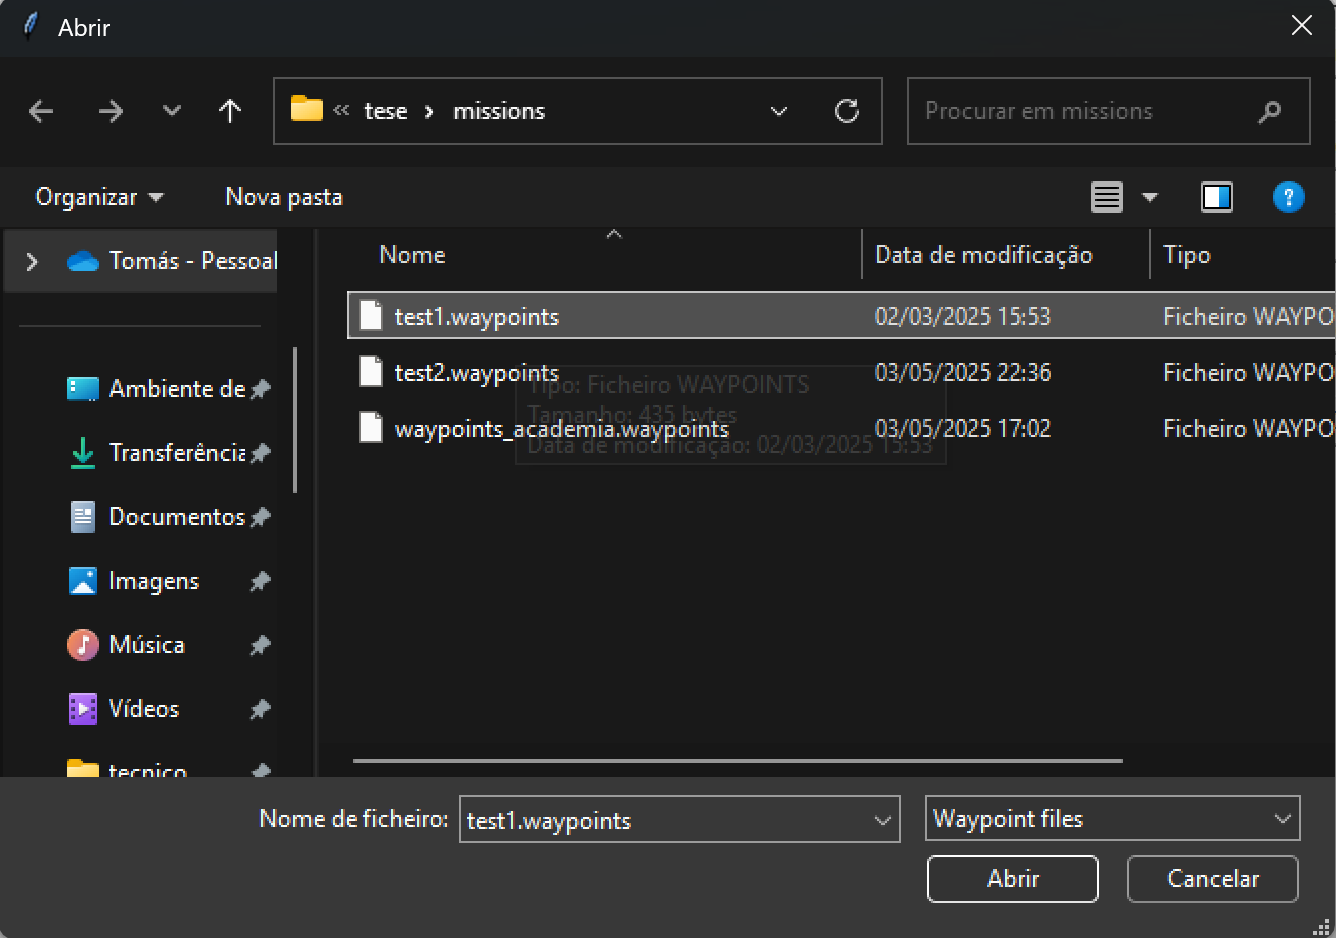 Abrir
« tese › missions
Procurar em missions
Organizar
Nova pasta
?
Tomás - Pessoal
Ambiente de
Transferência
Documentos
Imagens
Música
Vídeos
tecnico
Nome Data de modificação Tipo
test1.waypoints 02/03/2025 15:53 Ficheiro WAYPO
test2.waypoints 03/05/2025 22:36 Ficheiro WAYPO
waypoints_academia.waypoints 03/05/2025 17:02 Ficheiro WAYPO
Tipo: Ficheiro WAYPOINTS
Tamanho: 435 bytes
Data de modificação: 02/03/2025 15:53
Nome de ficheiro: test1.waypoints
Waypoint files
Abrir
Cancelar